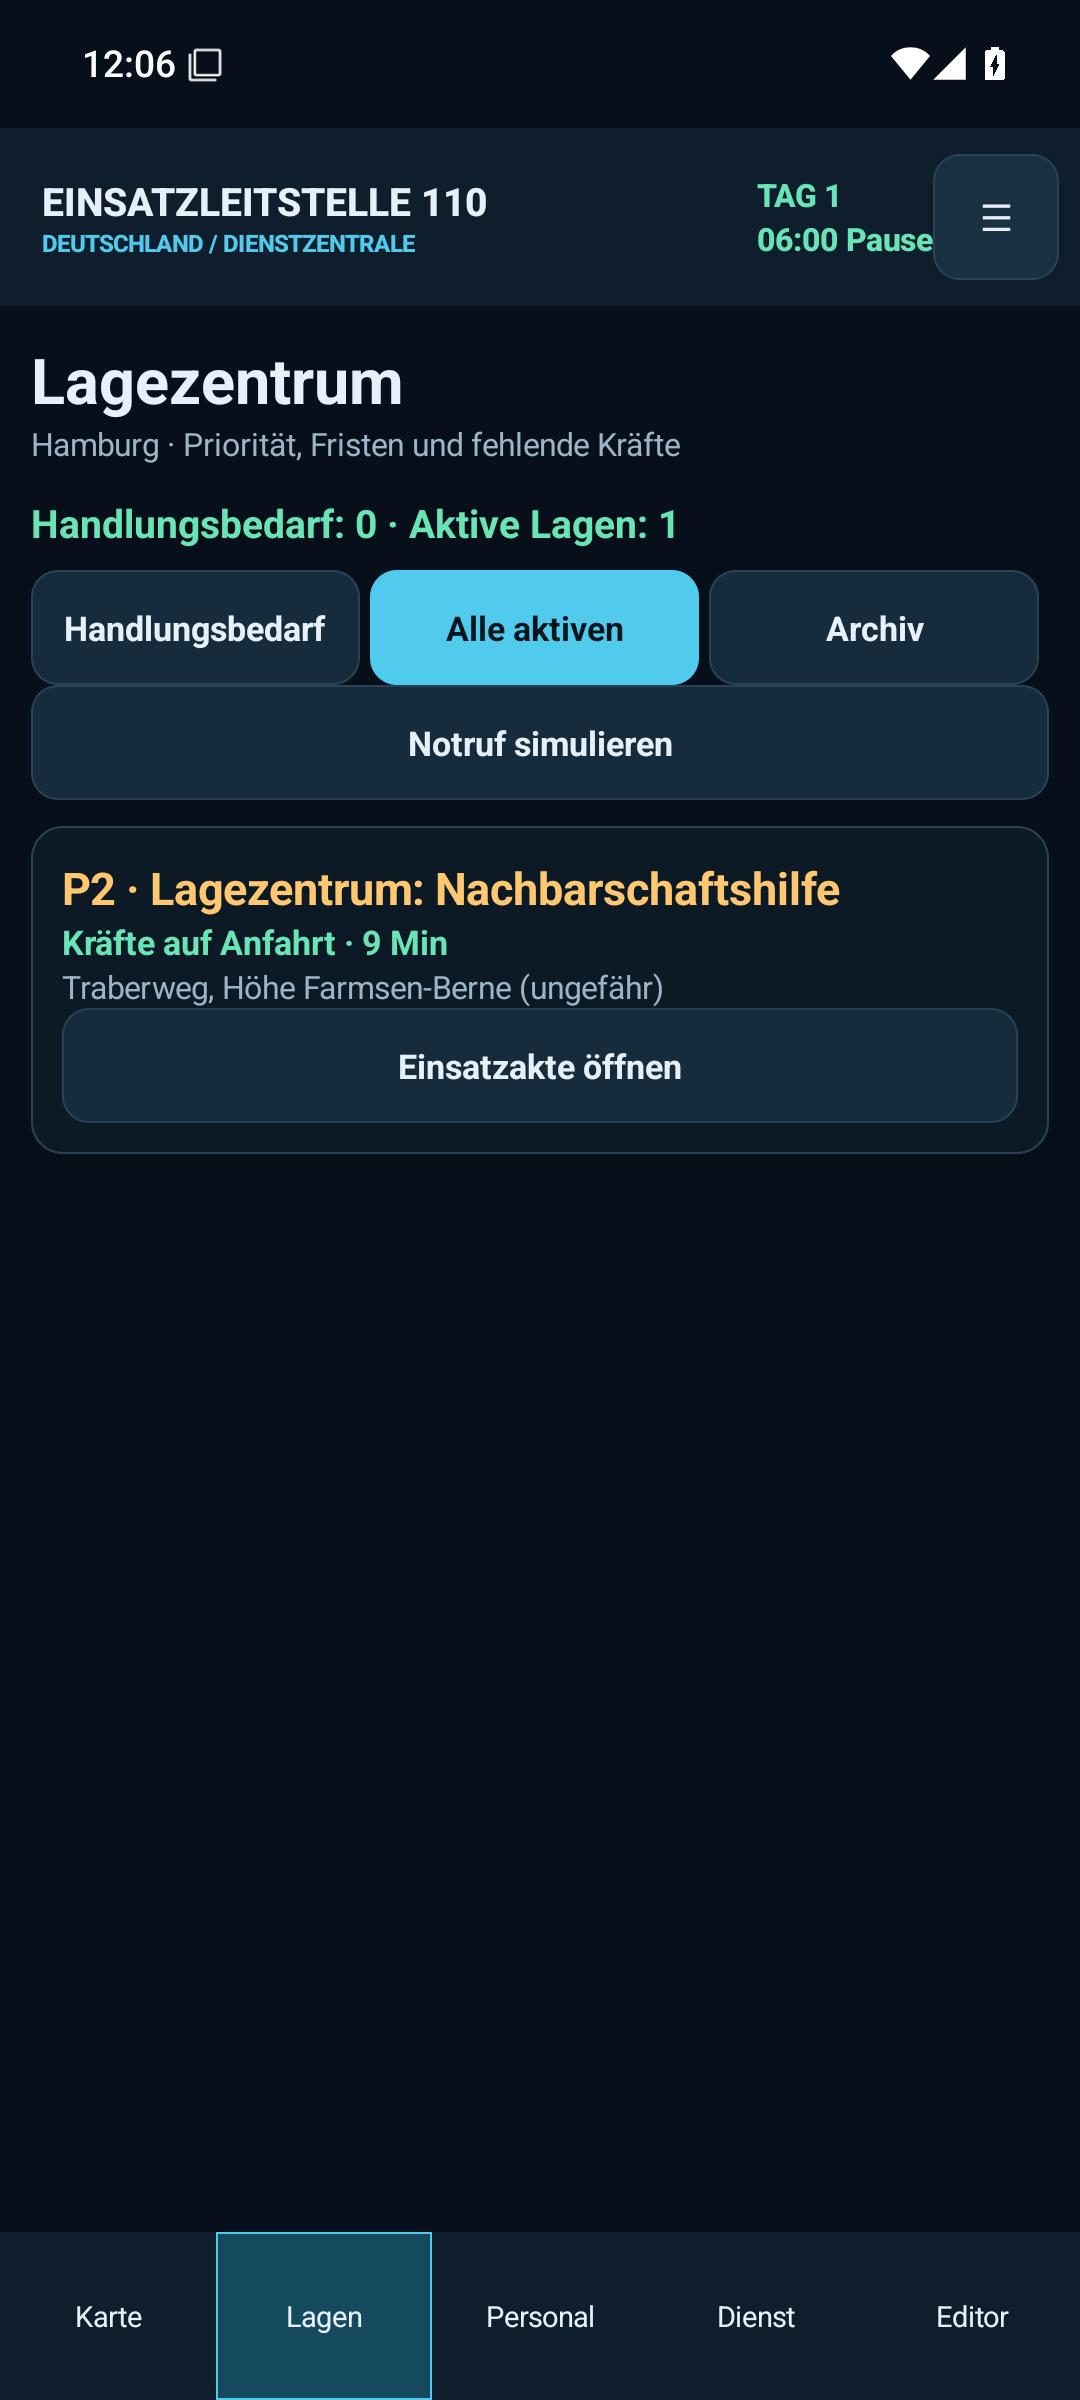 12:06
EINSATZLEITSTELLE 110
DEUTSCHLAND / DIENSTZENTRALE
TAG 1
06:00 Pause
Lagezentrum
Hamburg · Priorität, Fristen und fehlende Kräfte
Handlungsbedarf: 0 · Aktive Lagen: 1
Handlungsbedarf
Alle aktiven
Archiv
Notruf simulieren
P2 · Lagezentrum: Nachbarschaftshilfe
Kräfte auf Anfahrt · 9 Min
Traberweg, Höhe Farmsen-Berne (ungefähr)
Einsatzakte öffnen
Karte
Lagen
Personal
Dienst
Editor